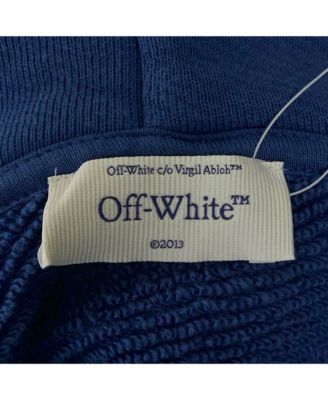 Off-White c/o Virgil Abloh™
Off-White™
©2013